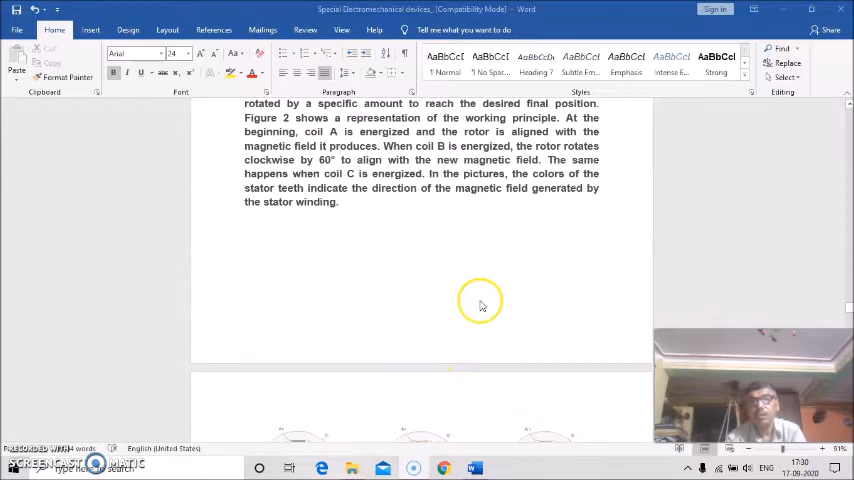 Special Electromechanical devices_ [Compatibility Mode] - Word
Sign in
File Home Insert Design Layout References Mailings Review View Help Tell me what you want to do Share
Paste
Cut
Copy
Format Painter
Clipboard
Arial 24
Font
Paragraph
AaBbCcI AaBbCcI AaBbCcDc AaBbCcI AaBbCcI AaBbCcI AaBbCcI
¶ Normal ¶ No Spac... Heading 7 Subtle Em... Emphasis Intense E... Strong
Styles
Find
Replace
Select
Editing
rotated by a specific amount to reach the desired final position.
Figure 2 shows a representation of the working principle. At the
beginning, coil A is energized and the rotor is aligned with the
magnetic field it produces. When coil B is energized, the rotor rotates
clockwise by 60° to align with the new magnetic field. The same
happens when coil C is energized. In the pictures, the colors of the
stator teeth indicate the direction of the magnetic field generated by
the stator winding.
words
English (United States)
91%
RECORDED WITH
SCREENCAST MATIC
Type here to search
ENG
17:30
17-09-2020